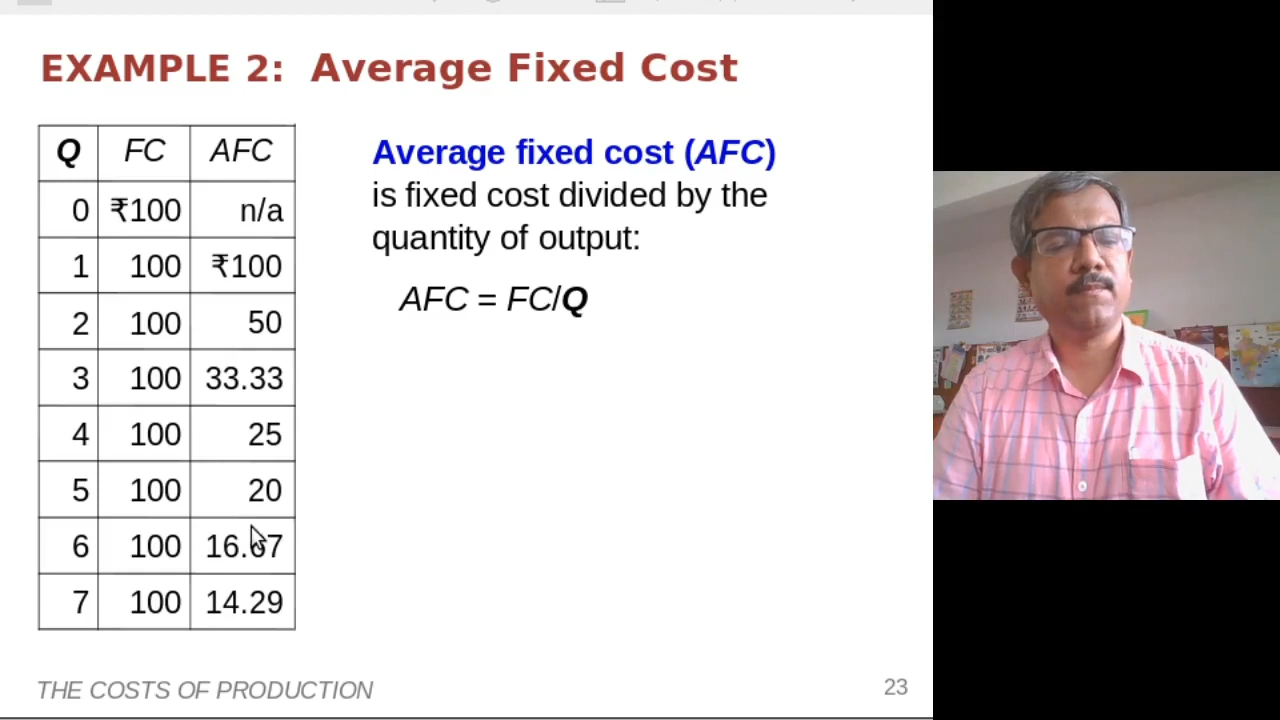 EXAMPLE 2: Average Fixed Cost
Q FC AFC
0 ₹100 n/a
1 100 ₹100
2 100 50
3 100 33.33
4 100 25
5 100 20
6 100 16.67
7 100 14.29
Average fixed cost (AFC)
is fixed cost divided by the
quantity of output:
AFC = FC/Q
THE COSTS OF PRODUCTION
23